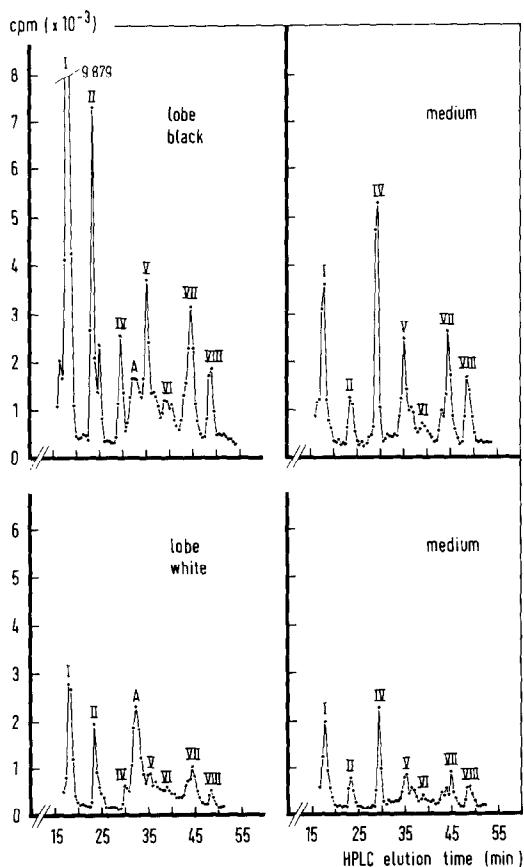 cpm (x 10⁻³)
8
7
6
5
4
3
2
1
0
I
9879
II
IV
A
V
VI
VII
VIII
lobe
black
I
II
IV
V
VI
VII
VIII
medium
6
5
4
3
2
1
0
I
II
IV
A
V
VI
VII
VIII
lobe
white
15 25 35 45 55
I
II
IV
V
VI
VII
VIII
medium
15 25 35 45 55
HPLC elution time (min)